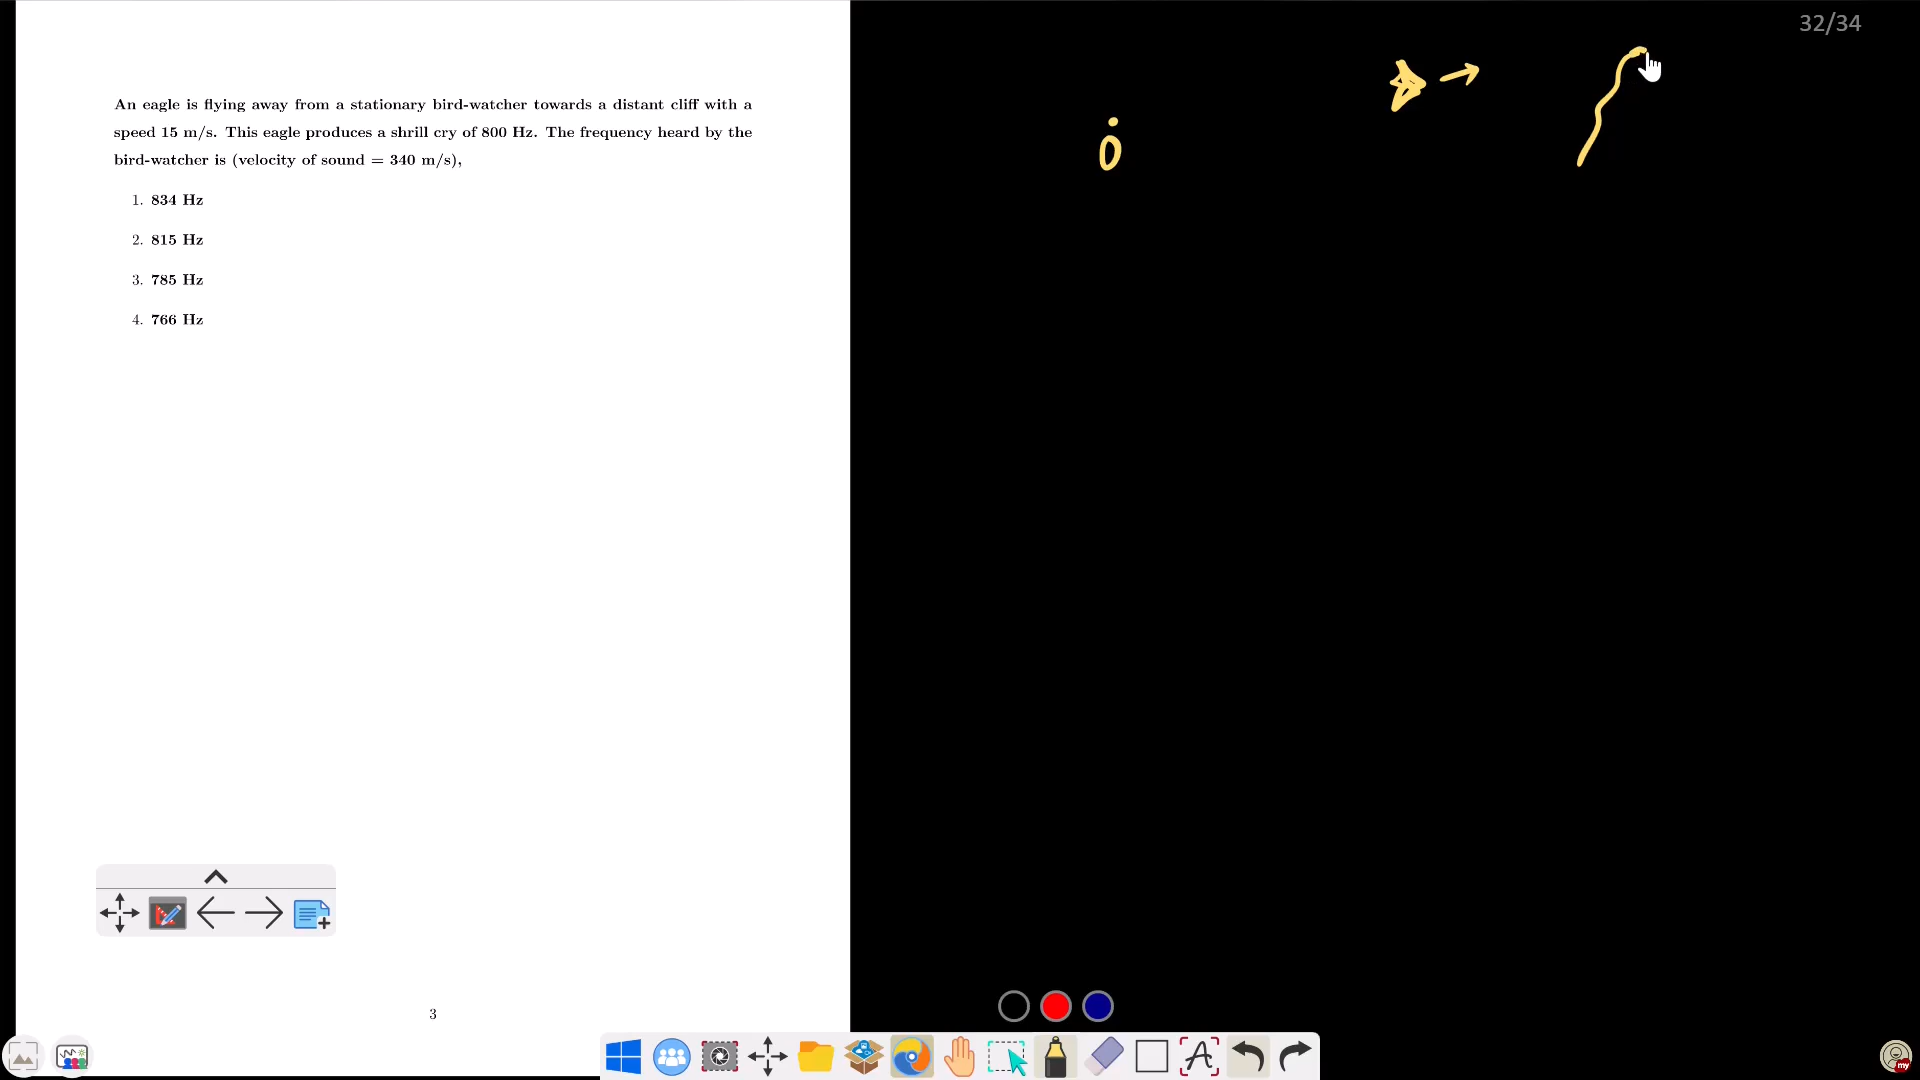 32/34
An eagle is flying away from a stationary bird-watcher towards a distant cliff with a
speed 15 m/s. This eagle produces a shrill cry of 800 Hz. The frequency heard by the
bird-watcher is (velocity of sound = 340 m/s),
1. 834 Hz
2. 815 Hz
3. 785 Hz
4. 766 Hz
3
my